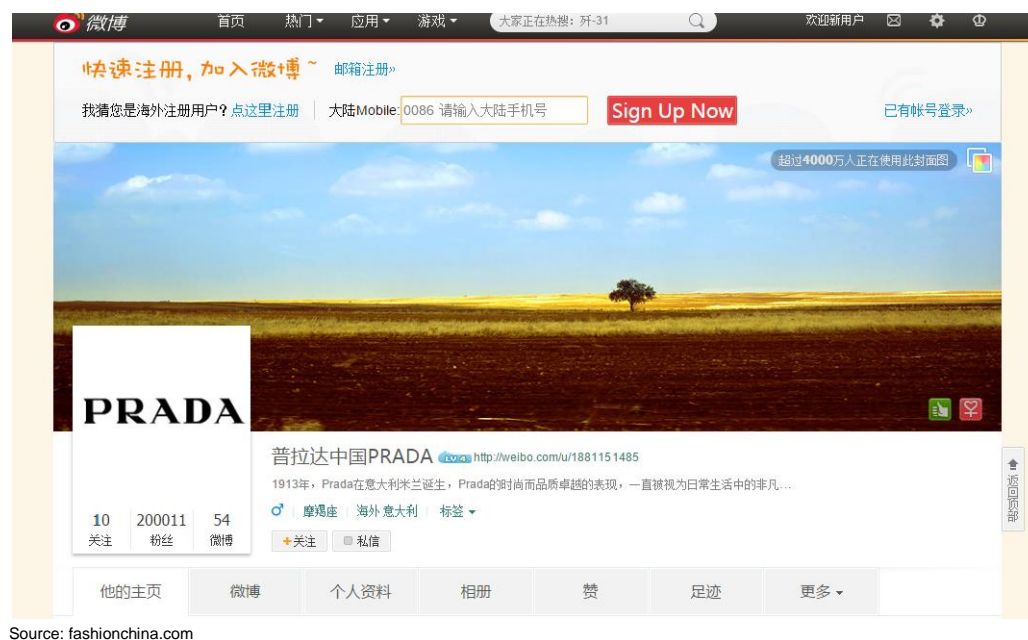 微博 首页 热门 应用 游戏 大家正在热搜：歼-31 欢迎新用户
快速注册，加入微博~ 邮箱注册»
我猜您是海外注册用户？点这里注册 大陆Mobile: 0086 请输入大陆手机号 Sign Up Now 已有帐号登录»
超过4000万人正在使用此封面图
PRADA
普拉达中国PRADA http://weibo.com/u/1881151485
1913年，Prada在意大利米兰诞生，Prada的时尚而品质卓越的表现，一直被视为日常生活中的非凡...
♂ 摩羯座 海外 意大利 标签
10 200011 54
关注 粉丝 微博
+关注 私信
返回顶部
他的主页 微博 个人资料 相册 赞 足迹 更多
Source: fashionchina.com